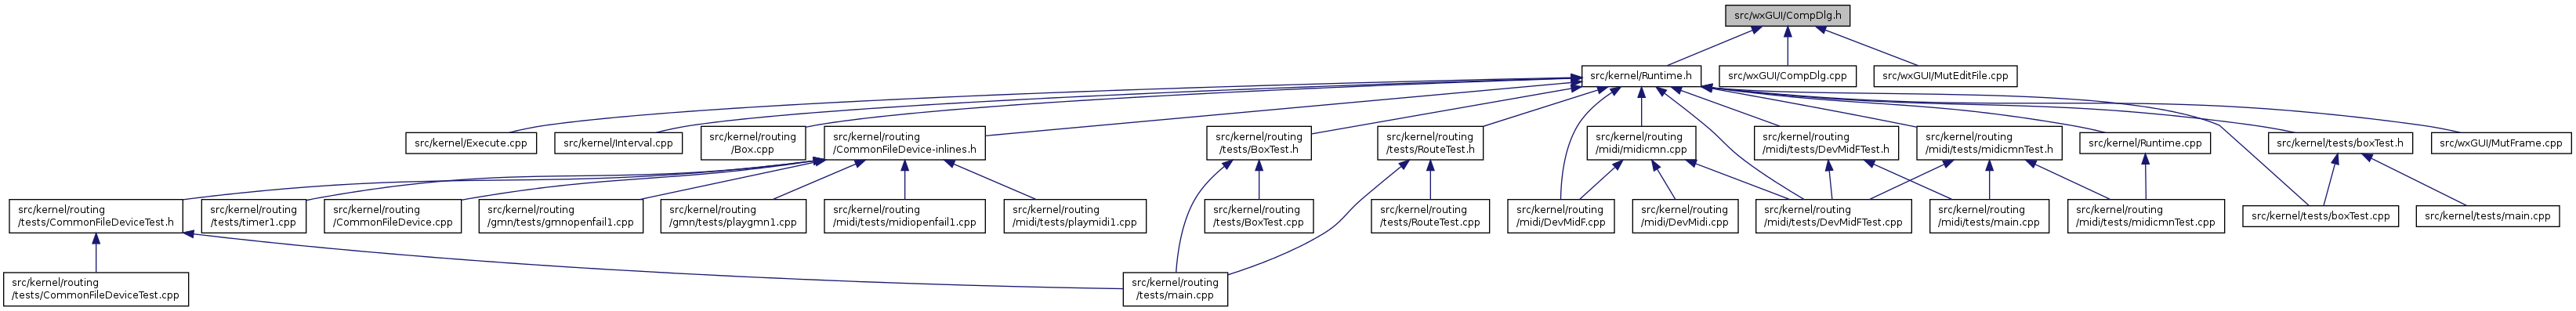 src/wxGUI/CompDlg.h
src/kernel/Runtime.h
src/wxGUI/CompDlg.cpp
src/wxGUI/MutEditFile.cpp
src/kernel/Execute.cpp
src/kernel/Interval.cpp
src/kernel/routing
/Box.cpp
src/kernel/routing
/CommonFileDevice-inlines.h
src/kernel/routing
/tests/BoxTest.h
src/kernel/routing
/tests/RouteTest.h
src/kernel/routing
/midi/midicmn.cpp
src/kernel/routing
/midi/tests/DevMidFTest.h
src/kernel/routing
/midi/tests/midicmnTest.h
src/kernel/Runtime.cpp
src/kernel/tests/boxTest.h
src/wxGUI/MutFrame.cpp
src/kernel/routing
/tests/CommonFileDeviceTest.h
src/kernel/routing
/tests/timer1.cpp
src/kernel/routing
/CommonFileDevice.cpp
src/kernel/routing
/gmn/tests/gmnopenfail1.cpp
src/kernel/routing
/gmn/tests/playgmn1.cpp
src/kernel/routing
/midi/tests/midiopenfail1.cpp
src/kernel/routing
/midi/tests/playmidi1.cpp
src/kernel/routing
/tests/BoxTest.cpp
src/kernel/routing
/tests/RouteTest.cpp
src/kernel/routing
/midi/DevMidF.cpp
src/kernel/routing
/midi/DevMidi.cpp
src/kernel/routing
/midi/tests/DevMidFTest.cpp
src/kernel/routing
/midi/tests/main.cpp
src/kernel/routing
/midi/tests/midicmnTest.cpp
src/kernel/tests/boxTest.cpp
src/kernel/tests/main.cpp
src/kernel/routing
/tests/CommonFileDeviceTest.cpp
src/kernel/routing
/tests/main.cpp